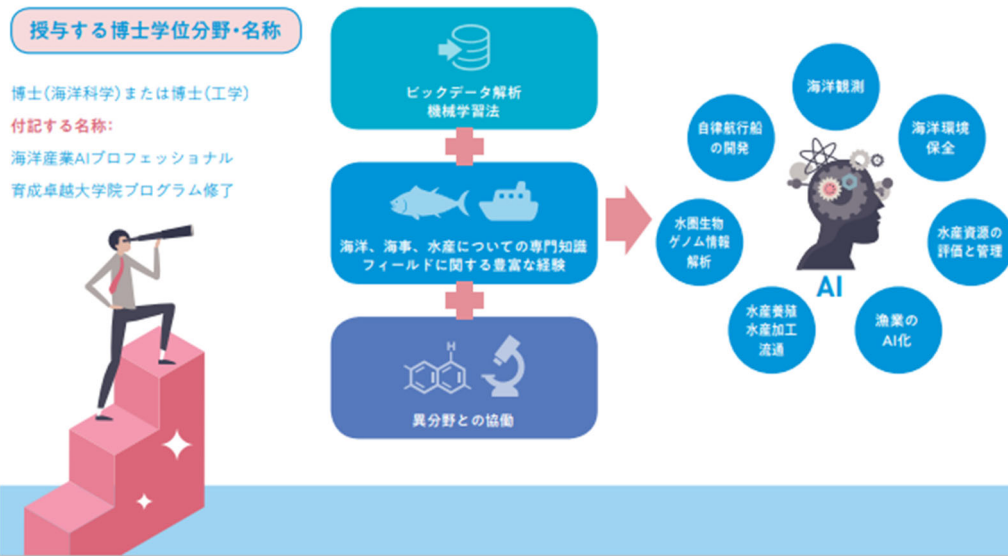 授与する博士学位分野・名称
博士(海洋科学)または博士(工学)
付記する名称:
海洋産業AIプロフェッショナル
育成卓越大学院プログラム修了
ビックデータ解析
機械学習法
海洋、海事、水産についての専門知識
フィールドに関する豊富な経験
H
異分野との協働
海洋観測
自律航行船
の開発
海洋環境
保全
水圏生物
ゲノム情報
解析
水産資源の
評価と管理
AI
水産養殖
水産加工
流通
漁業の
AI化